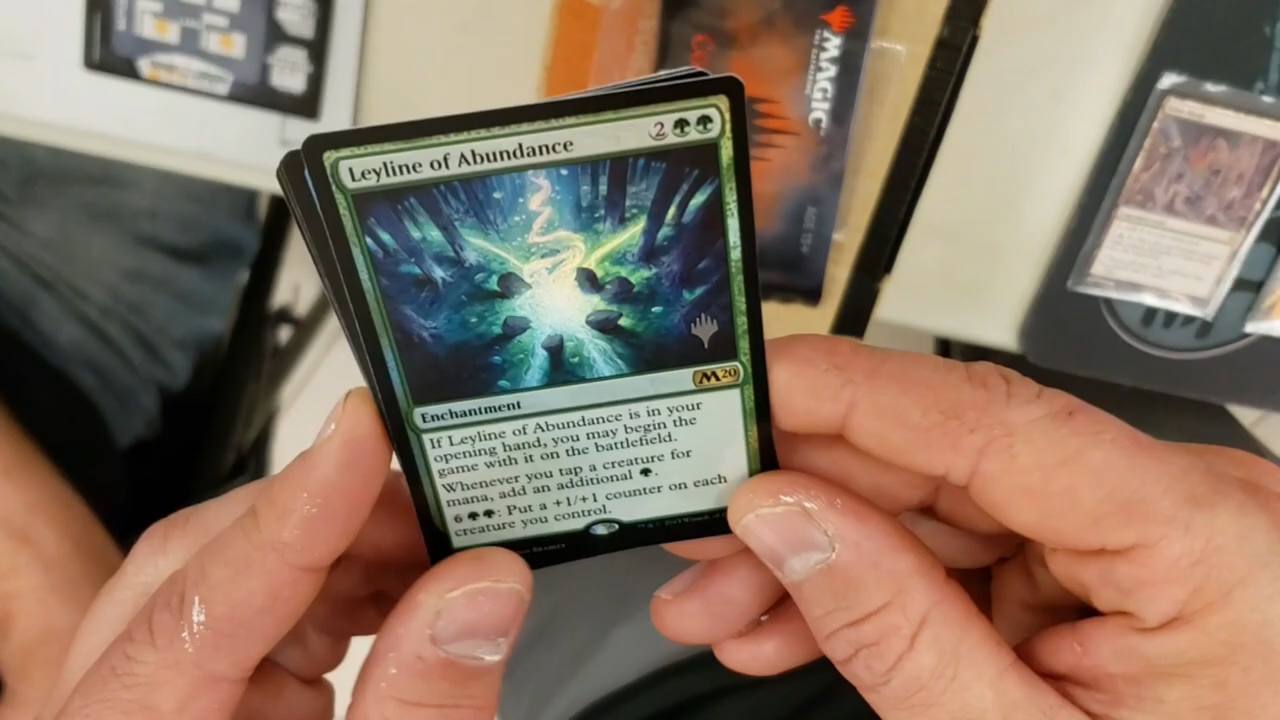 MAGIC
Leyline of Abundance
2
M20
Enchantment
If Leyline of Abundance is in your
opening hand, you may begin the
game with it on the battlefield.
Whenever you tap a creature for
mana, add an additional .
6 : Put a +1/+1 counter on each
creature you control.